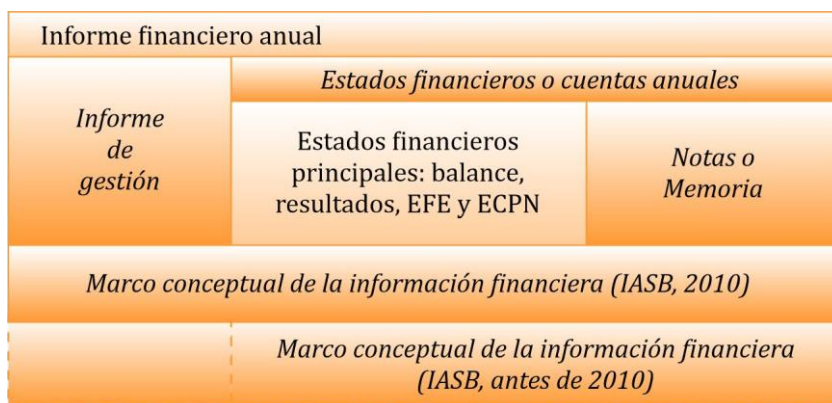 Informe financiero anual
Informe
de
gestión
Estados financieros o cuentas anuales
Estados financieros
principales: balance,
resultados, EFE y ECPN
Notas o
Memoria
Marco conceptual de la información financiera (IASB, 2010)
Marco conceptual de la información financiera
(IASB, antes de 2010)